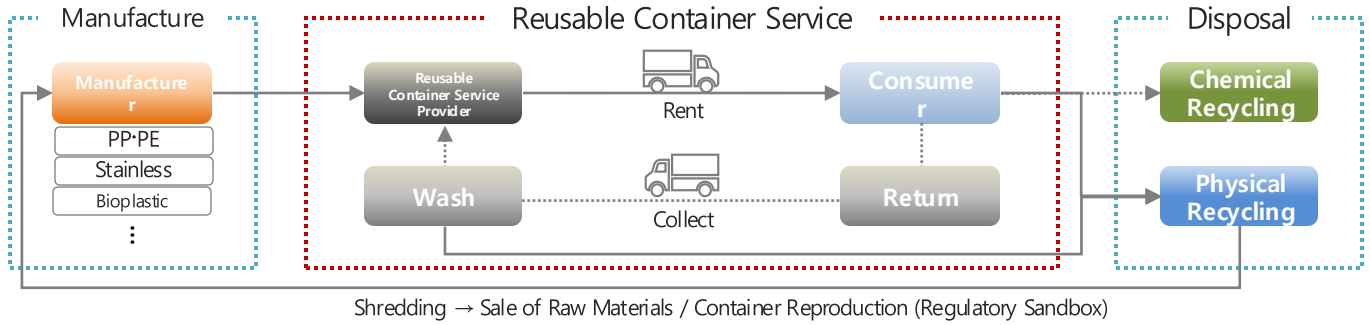 Manufacture
Reusable Container Service
Disposal
Manufacture
r
Reusable
Container Service
Provider
Rent
Consume
r
Chemical
Recycling
PP·PE
Stainless
Bioplastic
⋮
Wash
Collect
Return
Physical
Recycling
Shredding → Sale of Raw Materials / Container Reproduction (Regulatory Sandbox)